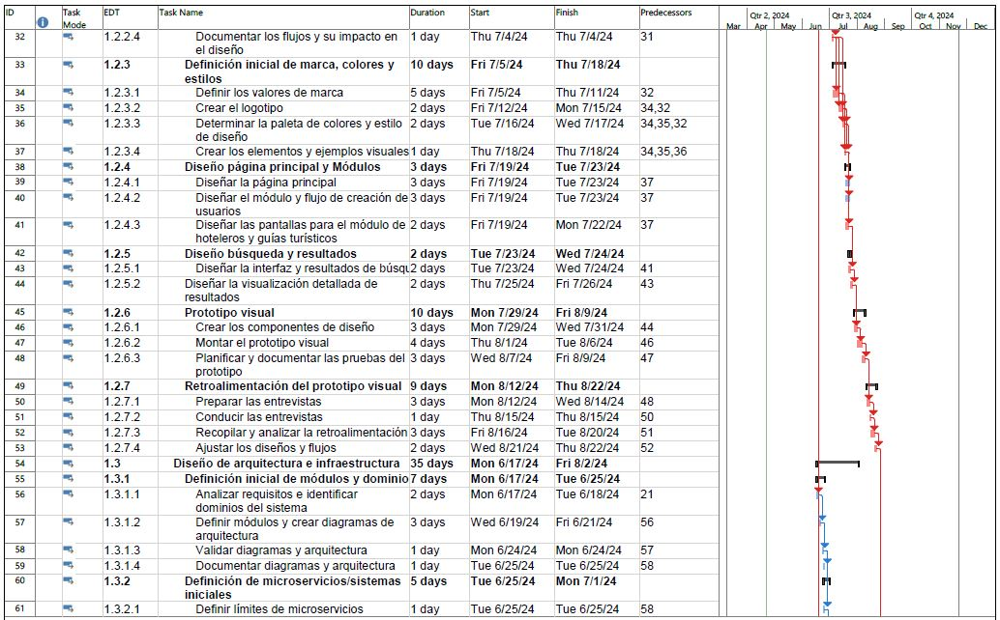 ID Task Mode EDT Task Name Duration Start Finish Predecessors
Qtr 2, 2024 Qtr 3, 2024 Qtr 4, 2024
Mar Apr May Jun Jul Aug Sep Oct Nov Dec
32 1.2.2.4 Documentar los flujos y su impacto en 1 day Thu 7/4/24 Thu 7/4/24 31
el diseño
33 1.2.3 Definición inicial de marca, colores y 10 days Fri 7/5/24 Thu 7/18/24
estilos
34 1.2.3.1 Definir los valores de marca 5 days Fri 7/5/24 Thu 7/11/24 32
35 1.2.3.2 Crear el logotipo 2 days Fri 7/12/24 Mon 7/15/24 34,32
36 1.2.3.3 Determinar la paleta de colores y estilo 2 days Tue 7/16/24 Wed 7/17/24 34,35,32
de diseño
37 1.2.3.4 Crear los elementos y ejemplos visuales 1 day Thu 7/18/24 Thu 7/18/24 34,35,36
38 1.2.4 Diseño página principal y Módulos 3 days Fri 7/19/24 Tue 7/23/24
39 1.2.4.1 Diseñar la página principal 3 days Fri 7/19/24 Tue 7/23/24 37
40 1.2.4.2 Diseñar el módulo y flujo de creación de 3 days Fri 7/19/24 Tue 7/23/24 37
usuarios
41 1.2.4.3 Diseñar las pantallas para el módulo de 2 days Fri 7/19/24 Mon 7/22/24 37
hoteleros y guías turísticos
42 1.2.5 Diseño búsqueda y resultados 2 days Tue 7/23/24 Wed 7/24/24
43 1.2.5.1 Diseñar la interfaz y resultados de búsqu 2 days Tue 7/23/24 Wed 7/24/24 41
44 1.2.5.2 Diseñar la visualización detallada de 2 days Thu 7/25/24 Fri 7/26/24 43
resultados
45 1.2.6 Prototipo visual 10 days Mon 7/29/24 Fri 8/9/24
46 1.2.6.1 Crear los componentes de diseño 3 days Mon 7/29/24 Wed 7/31/24 44
47 1.2.6.2 Montar el prototipo visual 4 days Thu 8/1/24 Tue 8/6/24 46
48 1.2.6.3 Planificar y documentar las pruebas del 3 days Wed 8/7/24 Fri 8/9/24 47
prototipo
49 1.2.7 Retroalimentación del prototipo visual 9 days Mon 8/12/24 Thu 8/22/24
50 1.2.7.1 Preparar las entrevistas 3 days Mon 8/12/24 Wed 8/14/24 48
51 1.2.7.2 Conducir las entrevistas 1 day Thu 8/15/24 Thu 8/15/24 50
52 1.2.7.3 Recopilar y analizar la retroalimentación 3 days Fri 8/16/24 Tue 8/20/24 51
53 1.2.7.4 Ajustar los diseños y flujos 2 days Wed 8/21/24 Thu 8/22/24 52
54 1.3 Diseño de arquitectura e infraestructura 35 days Mon 6/17/24 Fri 8/2/24
55 1.3.1 Definición inicial de módulos y dominio 7 days Mon 6/17/24 Tue 6/25/24
56 1.3.1.1 Analizar requisitos e identificar 2 days Mon 6/17/24 Tue 6/18/24 21
dominios del sistema
57 1.3.1.2 Definir módulos y crear diagramas de 3 days Wed 6/19/24 Fri 6/21/24 56
arquitectura
58 1.3.1.3 Validar diagramas y arquitectura 1 day Mon 6/24/24 Mon 6/24/24 57
59 1.3.1.4 Documentar diagramas y arquitectura 1 day Tue 6/25/24 Tue 6/25/24 58
60 1.3.2 Definición de microservicios/sistemas 5 days Tue 6/25/24 Mon 7/1/24
iniciales
61 1.3.2.1 Definir límites de microservicios 1 day Tue 6/25/24 Tue 6/25/24 58